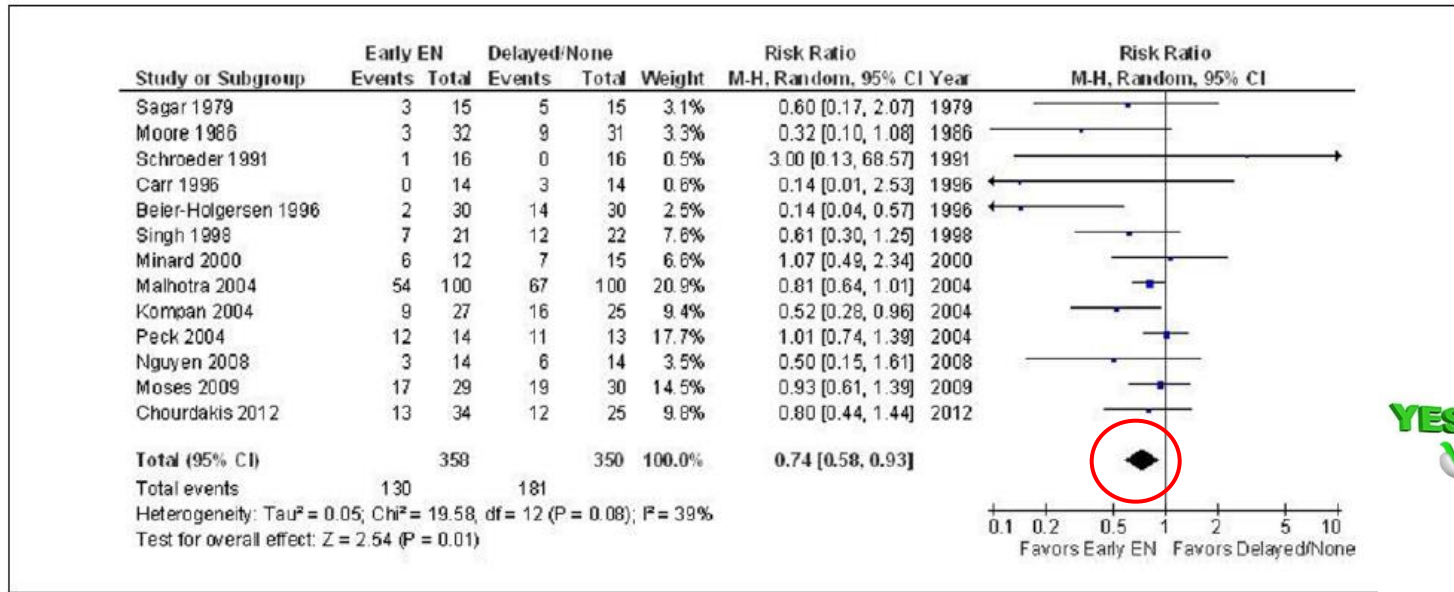 Early EN Delayed/None Risk Ratio Risk Ratio
Study or Subgroup Events Total Events Total Weight M-H, Random, 95% CI Year M-H, Random, 95% CI
Sagar 1979 3 15 5 15 3.1% 0.60 [0.17, 2.07] 1979
Moore 1986 3 32 9 31 3.3% 0.32 [0.10, 1.08] 1986
Schroeder 1991 1 16 0 16 0.5% 3.00 [0.13, 68.57] 1991
Carr 1996 0 14 3 14 0.6% 0.14 [0.01, 2.53] 1996
Beier-Holgersen 1996 2 30 14 30 2.5% 0.14 [0.04, 0.57] 1996
Singh 1998 7 21 12 22 7.6% 0.61 [0.30, 1.25] 1998
Minard 2000 6 12 7 15 6.6% 1.07 [0.49, 2.34] 2000
Malhotra 2004 54 100 67 100 20.9% 0.81 [0.64, 1.01] 2004
Kompan 2004 9 27 16 25 9.4% 0.52 [0.28, 0.96] 2004
Peck 2004 12 14 11 13 17.7% 1.01 [0.74, 1.39] 2004
Nguyen 2008 3 14 6 14 3.5% 0.50 [0.15, 1.61] 2008
Moses 2009 17 29 19 30 14.5% 0.93 [0.61, 1.39] 2009
Chourdakis 2012 13 34 12 25 9.8% 0.80 [0.44, 1.44] 2012
YES
Total (95% CI) 358 350 100.0% 0.74 [0.58, 0.93]
Total events 130 181
Heterogeneity: Tau² = 0.05; Chi² = 19.58, df = 12 (P = 0.08); I² = 39%
Test for overall effect: Z = 2.54 (P = 0.01)
0.1 0.2 0.5 1 2 5 10
Favors Early EN Favors Delayed/None